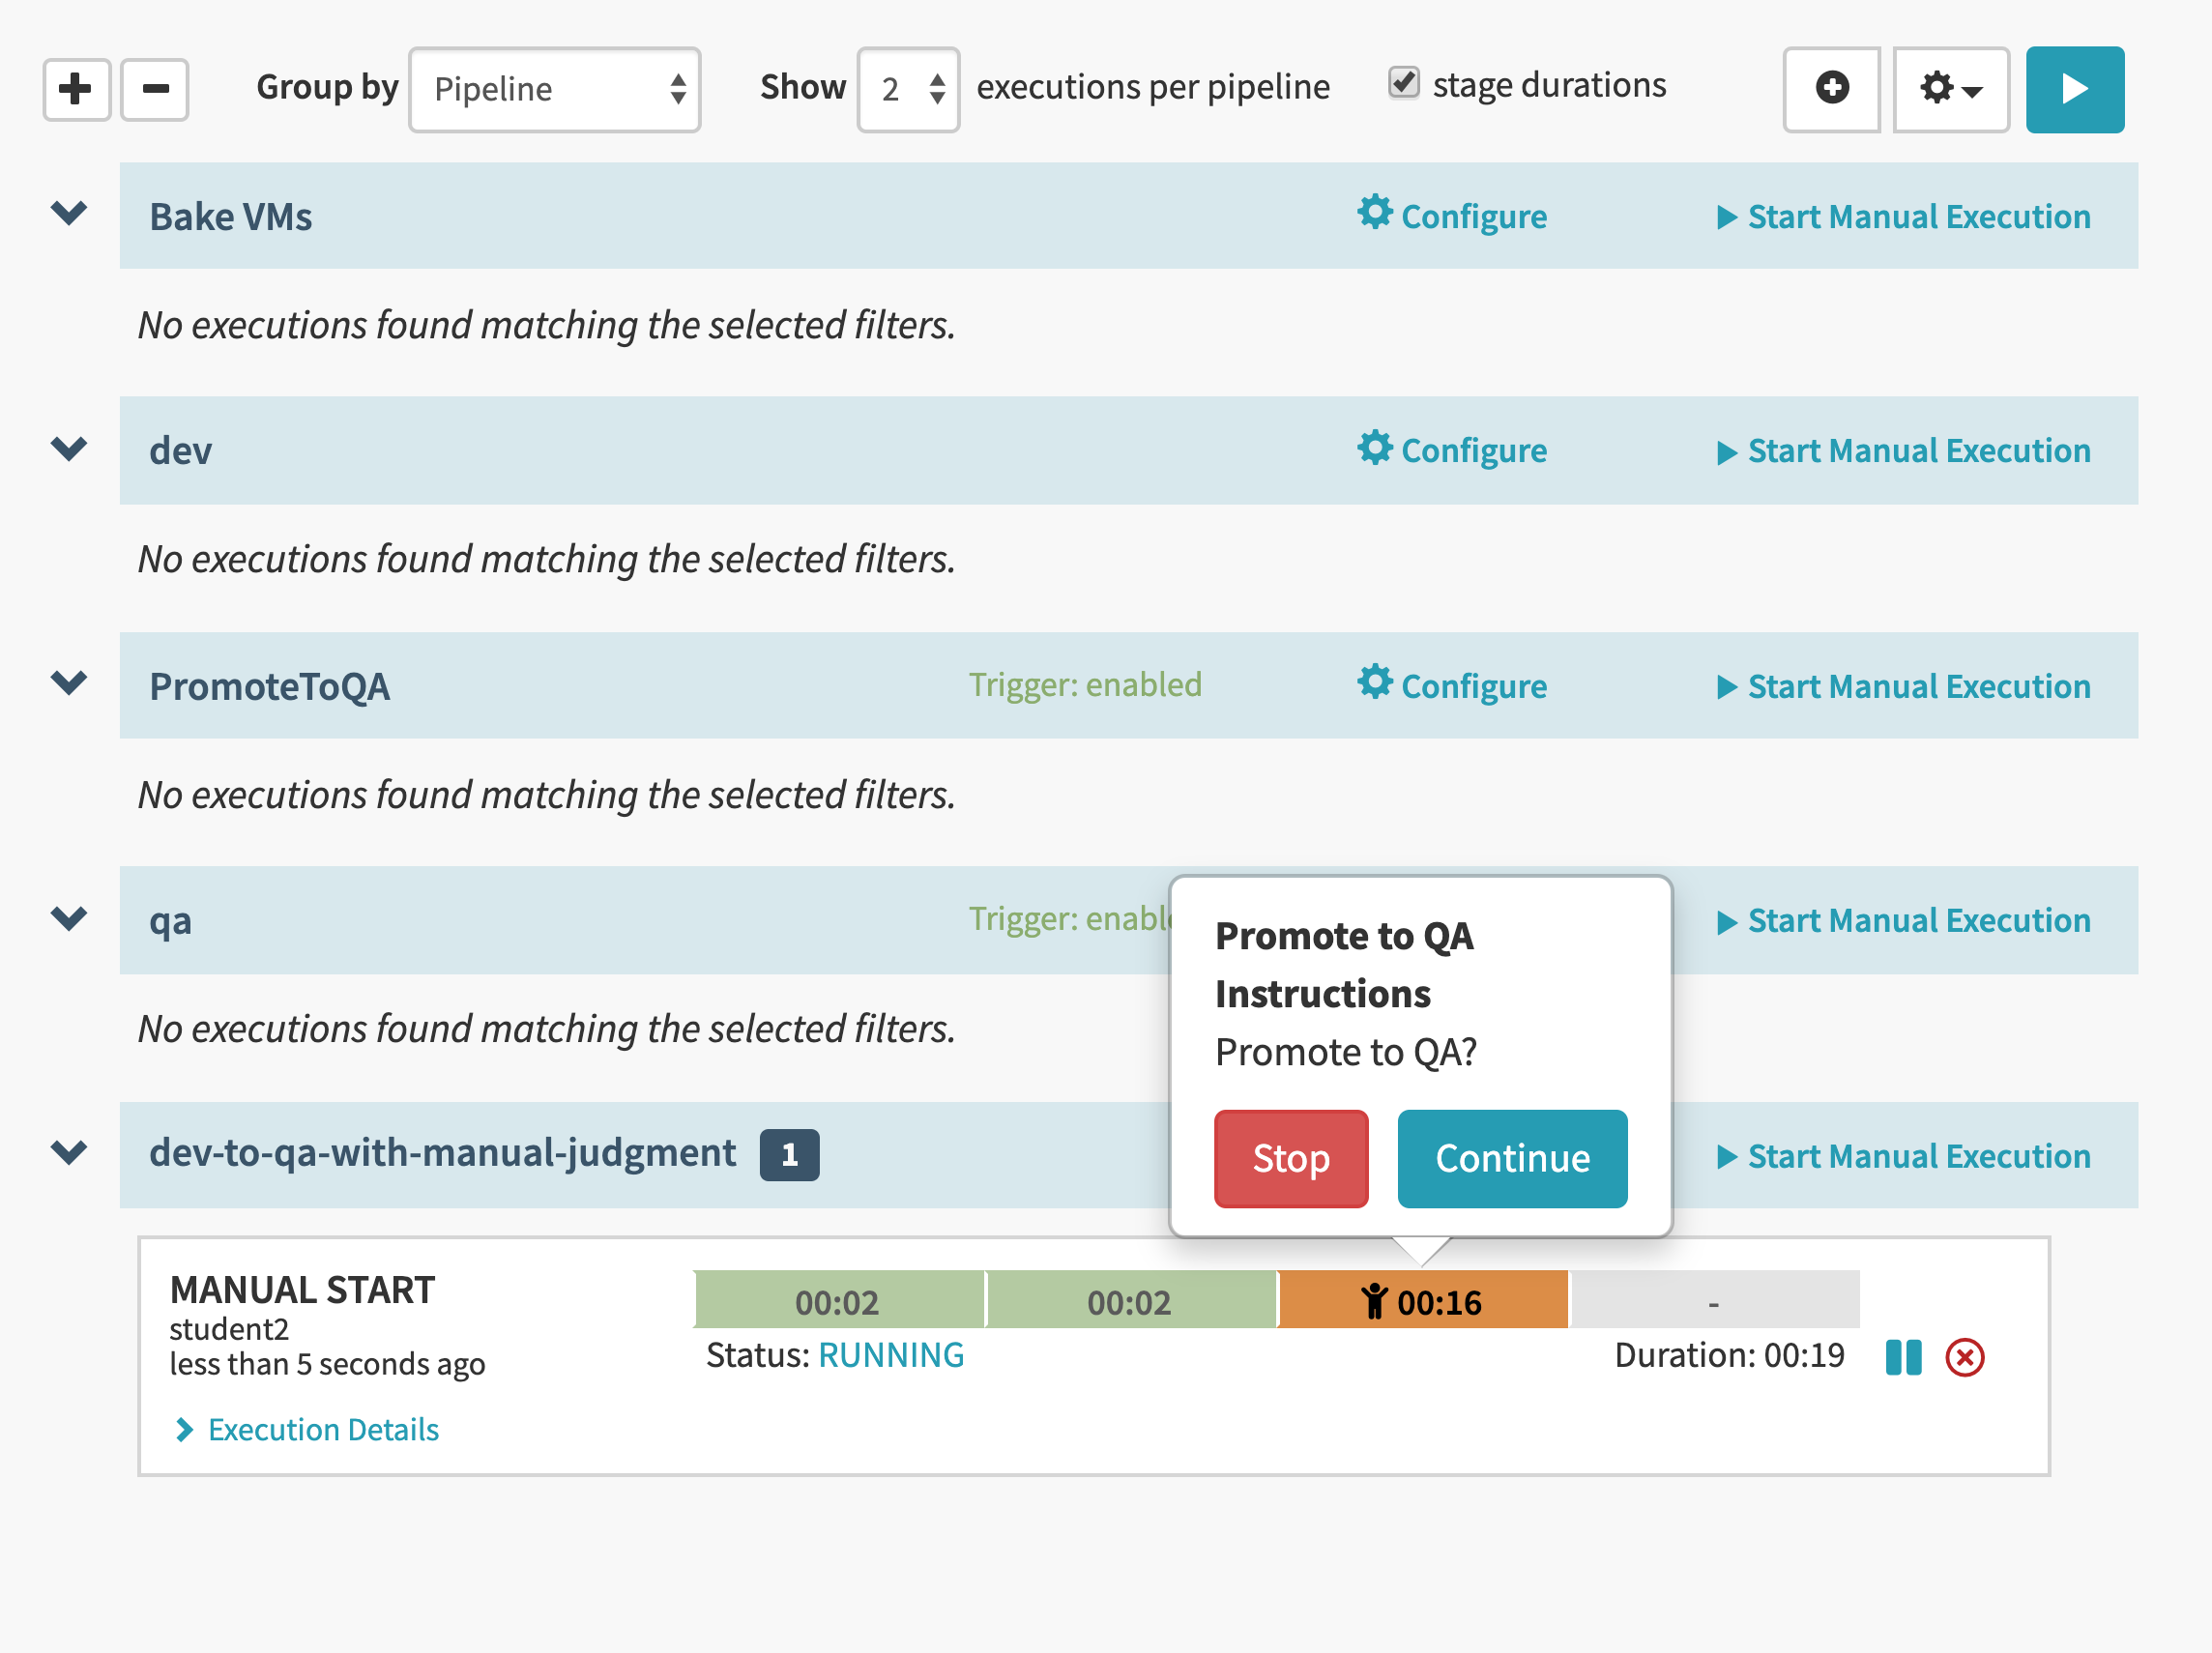 Group by Pipeline Show 2 executions per pipeline stage durations
Bake VMs Configure Start Manual Execution
No executions found matching the selected filters.
dev Configure Start Manual Execution
No executions found matching the selected filters.
PromoteToQA Trigger: enabled Configure Start Manual Execution
No executions found matching the selected filters.
qa Trigger: enable Start Manual Execution
No executions found matching the selected filters.
Promote to QA
Instructions
Promote to QA?
Stop Continue
dev-to-qa-with-manual-judgment 1 Start Manual Execution
MANUAL START
student2
less than 5 seconds ago
Execution Details
00:02 00:02 00:16 -
Status: RUNNING Duration: 00:19